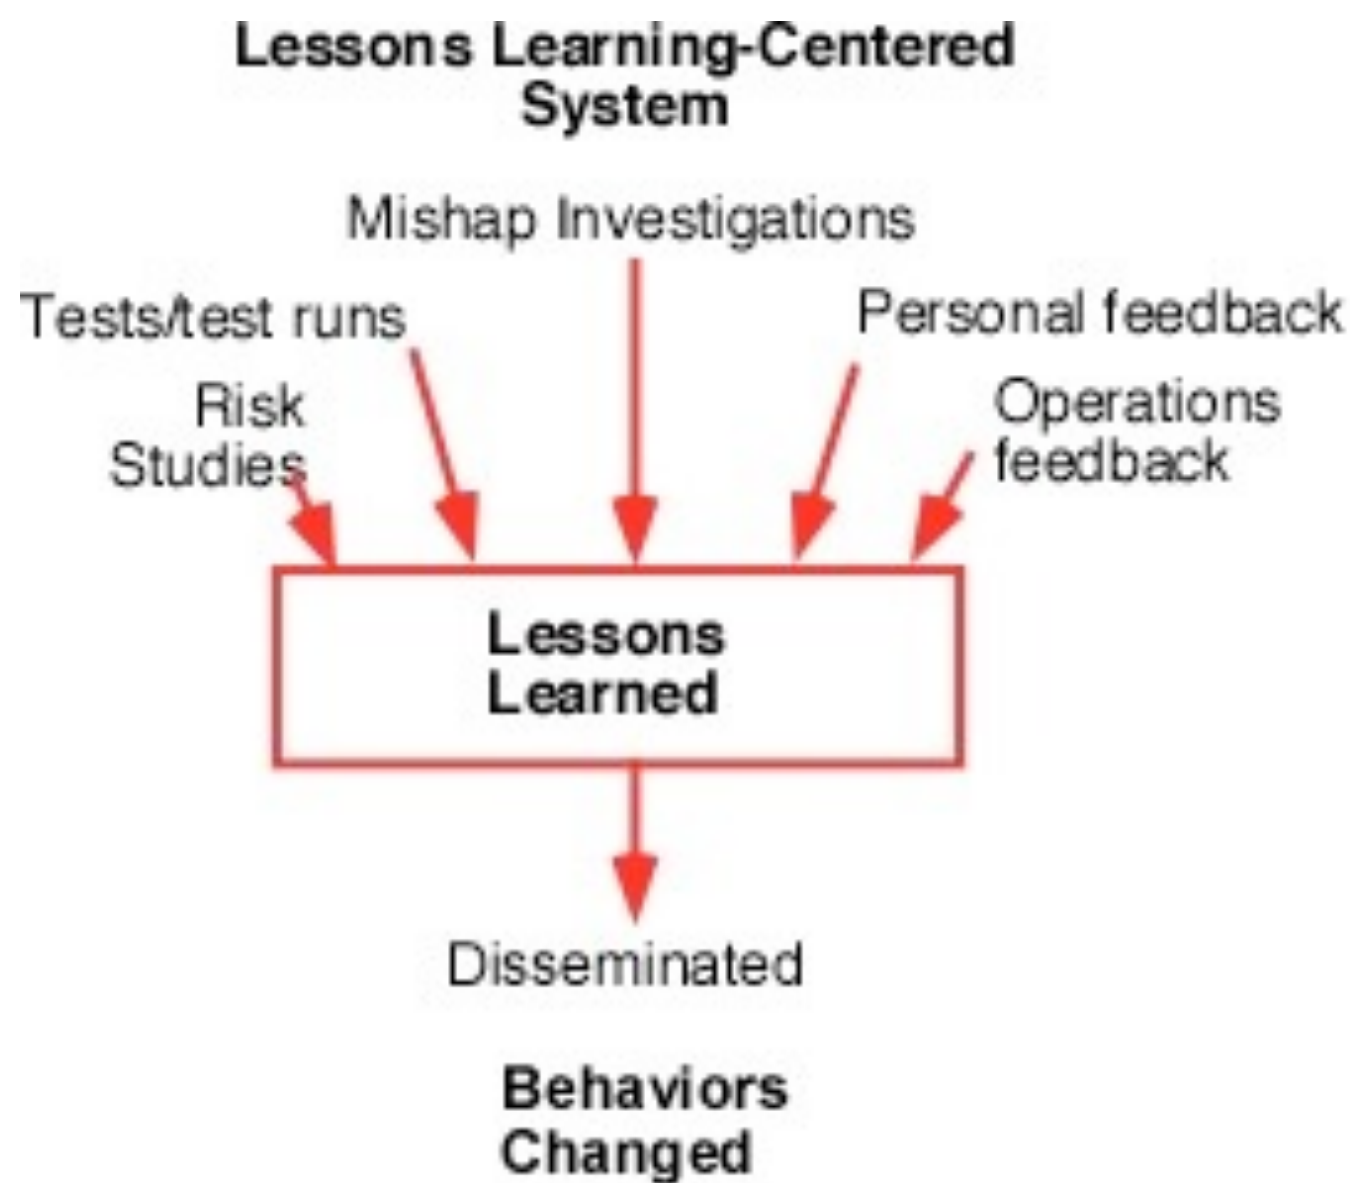 Lessons Learning-Centered
System
Mishap Investigations
Tests/test runs
Personal feedback
Risk
Studies
Operations
feedback
Lessons
Learned
Disseminated
Behaviors
Changed